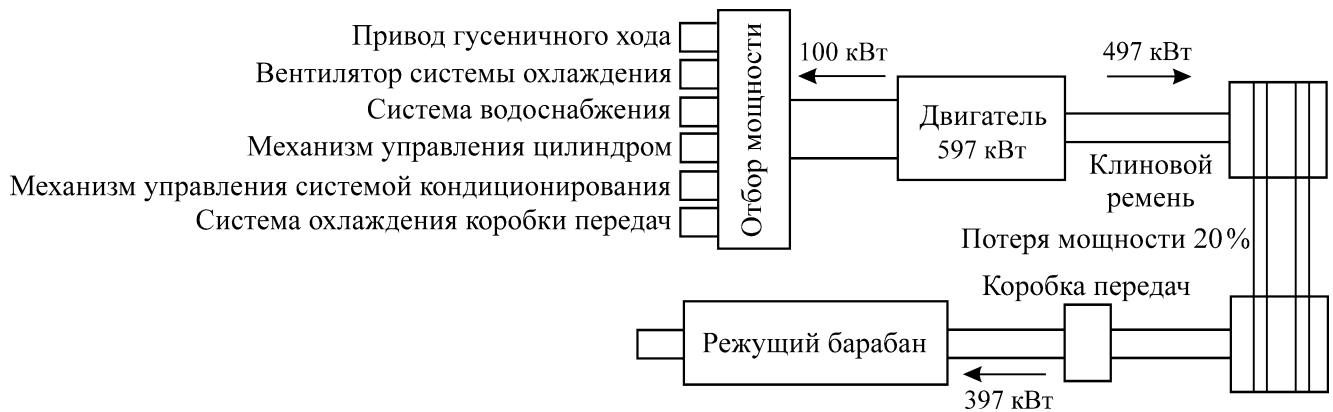 Привод гусеничного хода
Вентилятор системы охлаждения
Система водоснабжения
Механизм управления цилиндром
Механизм управления системой кондиционирования
Система охлаждения коробки передач
Отбор мощности
100 кВт
Двигатель
597 кВт
497 кВт
Клиновой
ремень
Потеря мощности 20%
Коробка передач
Режущий барабан
397 кВт